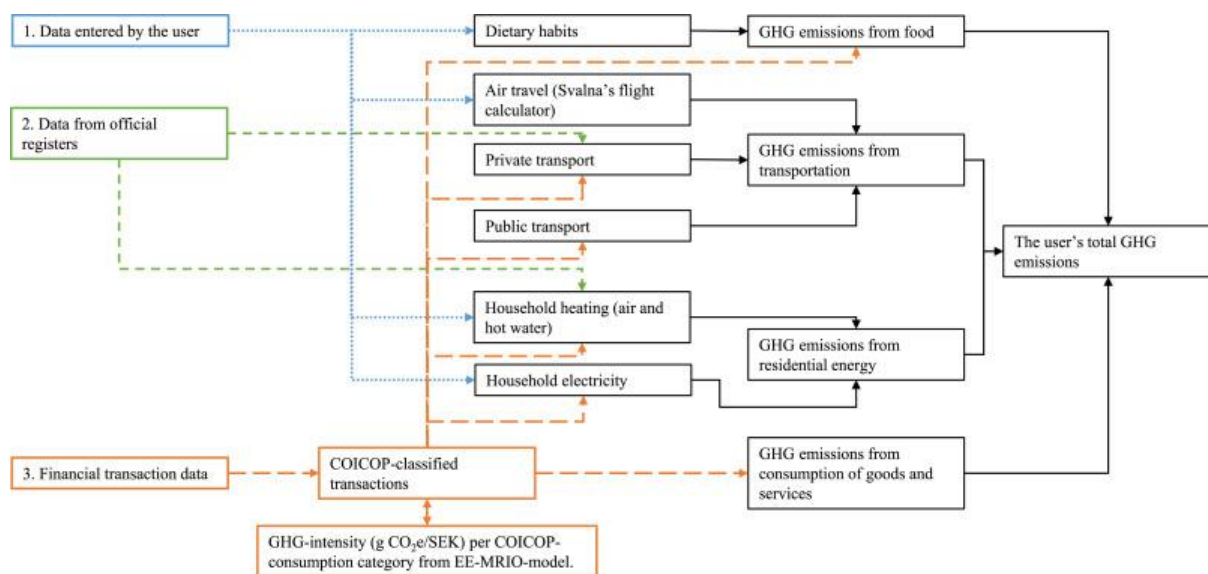 1. Data entered by the user
Dietary habits
GHG emissions from food
Air travel (Svalna's flight
calculator)
2. Data from official
registers
Private transport
GHG emissions from
transportation
Public transport
The user's total GHG
emissions
Household heating (air and
hot water)
GHG emissions from
residential energy
Household electricity
3. Financial transaction data
COICOP-classified
transactions
GHG emissions from
consumption of goods and
services
GHG-intensity (g CO₂e/SEK) per COICOP-
consumption category from EE-MRIO-model.